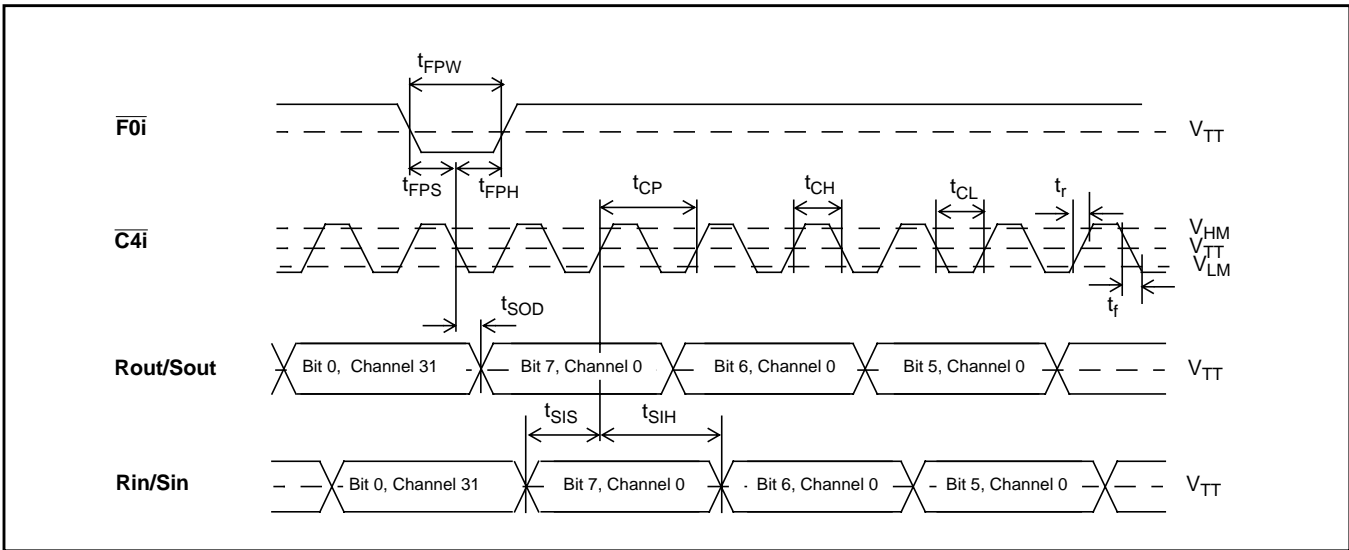 tFPW
F0i
VTT
tFPS
tFPH
tCP
tCH
tCL
tr
C4i
VHM
VTT
VLM
tf
tSOD
Rout/Sout
Bit 0, Channel 31
Bit 7, Channel 0
Bit 6, Channel 0
Bit 5, Channel 0
VTT
tSIS
tSIH
Rin/Sin
Bit 0, Channel 31
Bit 7, Channel 0
Bit 6, Channel 0
Bit 5, Channel 0
VTT